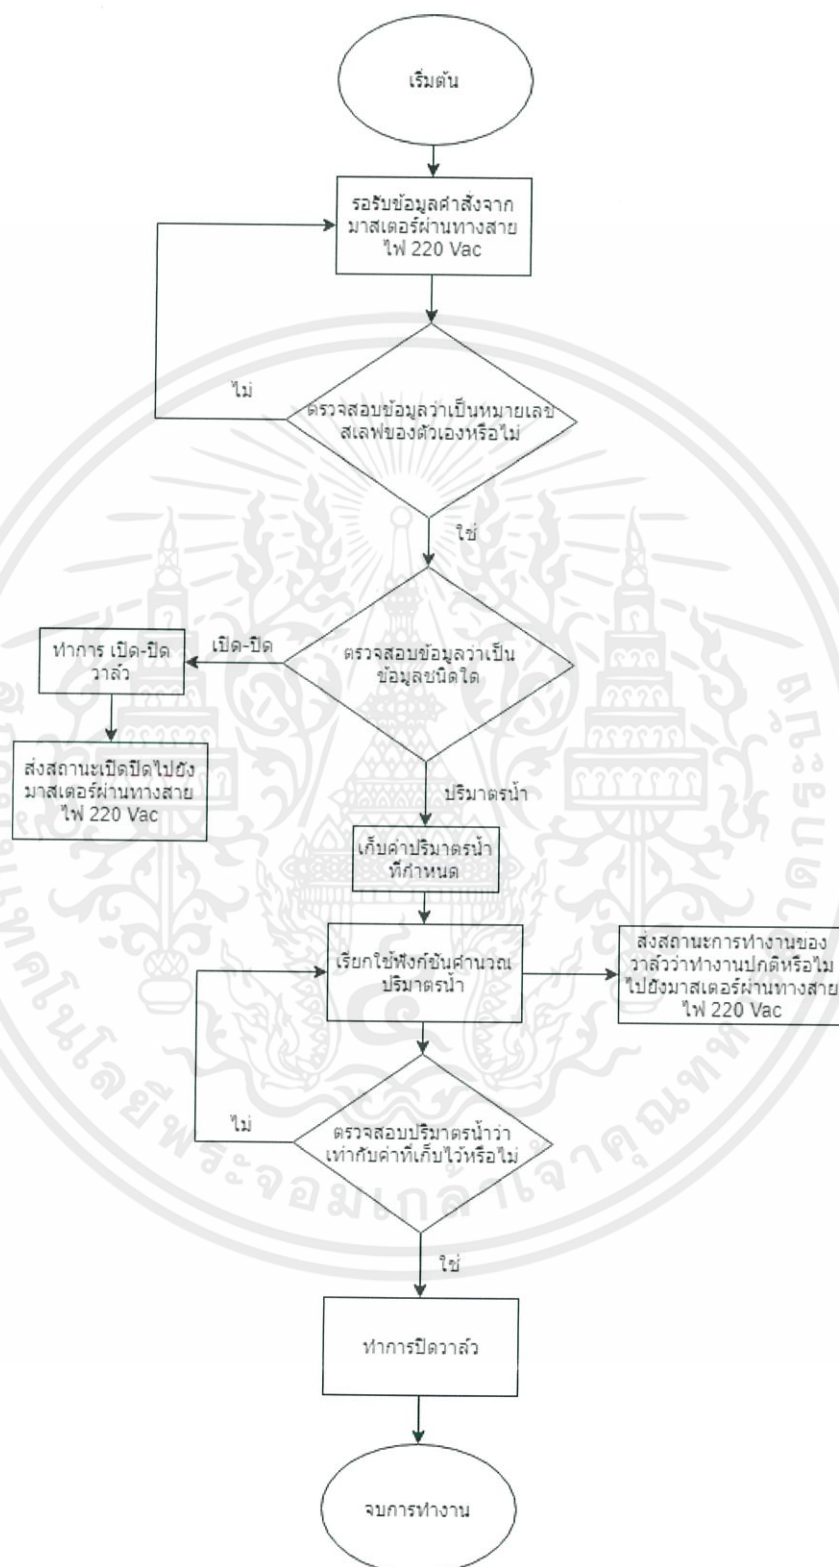 เริ่มต้น
รอรับข้อมูลคำสั่งจาก
มาสเตอร์ผ่านทางสาย
ไฟ 220 Vac
ไม่
ตรวจสอบข้อมูลว่าเป็นหมายเลข
สเลฟของตัวเองหรือไม่
ใช่
ตรวจสอบข้อมูลว่าเป็น
ข้อมูลชนิดใด
เปิด-ปิด
ทำการ เปิด-ปิด
วาล์ว
ส่งสถานะเปิดปิดไปยัง
มาสเตอร์ผ่านทางสาย
ไฟ 220 Vac
ปริมาตรน้ำ
เก็บค่าปริมาตรน้ำ
ที่กำหนด
เรียกใช้ฟังก์ชันคำนวณ
ปริมาตรน้ำ
ส่งสถานะการทำงานของ
วาล์วว่าทำงานปกติหรือไม่
ไปยังมาสเตอร์ผ่านทางสาย
ไฟ 220 Vac
ไม่
ตรวจสอบปริมาตรน้ำว่า
เท่ากับค่าที่เก็บไว้หรือไม่
ใช่
ทำการปิดวาล์ว
จบการทำงาน